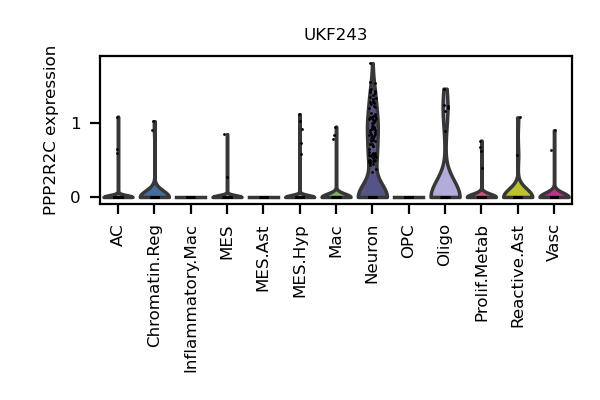 UKF243
PPP2R2C expression
1
0
AC
Chromatin.Reg
Inflammatory.Mac
MES
MES.Ast
MES.Hyp
Mac
Neuron
OPC
Oligo
Prolif.Metab
Reactive.Ast
Vasc